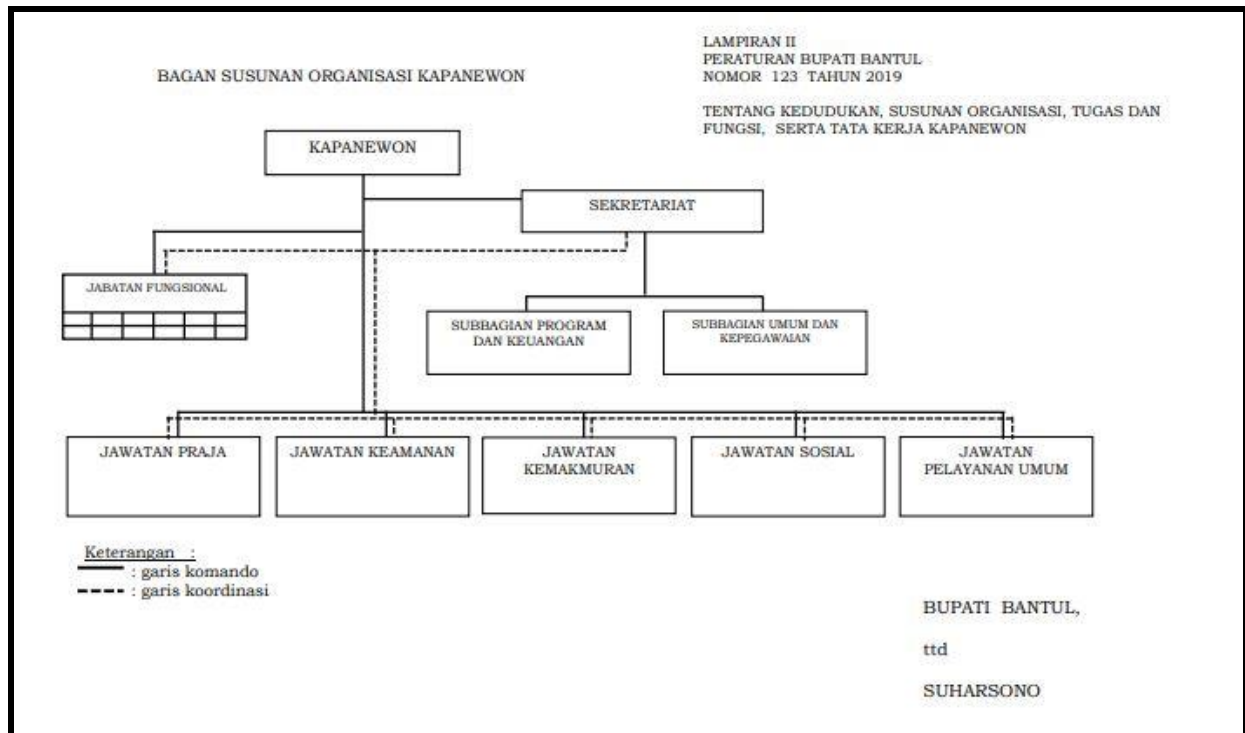 LAMPIRAN II
PERATURAN BUPATI BANTUL
NOMOR 123 TAHUN 2019
TENTANG KEDUDUKAN, SUSUNAN ORGANISASI, TUGAS DAN
FUNGSI, SERTA TATA KERJA KAPANEWON
BAGAN SUSUNAN ORGANISASI KAPANEWON
KAPANEWON
SEKRETARIAT
JABATAN FUNGSIONAL
SUBBAGIAN PROGRAM
DAN KEUANGAN
SUBBAGIAN UMUM DAN
KEPEGAWAIAN
JAWATAN PRAJA
JAWATAN KEAMANAN
JAWATAN
KEMAKMURAN
JAWATAN SOSIAL
JAWATAN
PELAYANAN UMUM
Keterangan :
: garis komando
: garis koordinasi
BUPATI BANTUL,
ttd
SUHARSONO